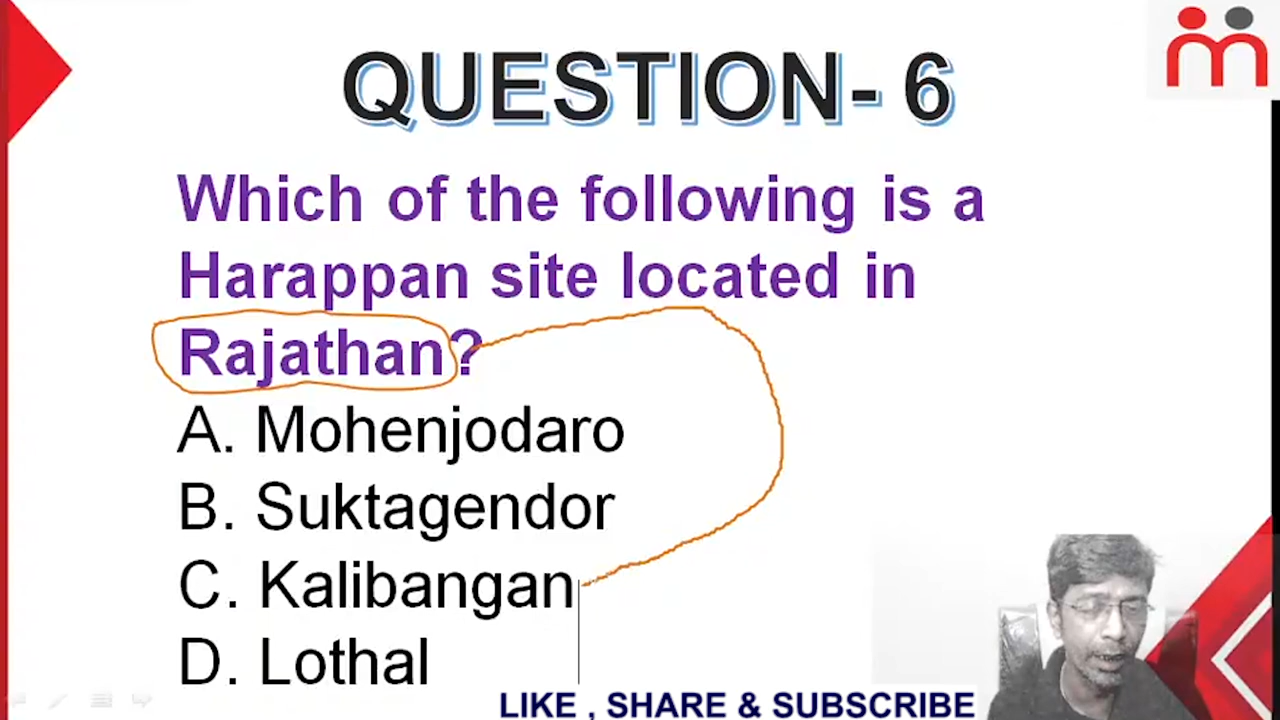 QUESTION- 6
Which of the following is a
Harappan site located in
Rajathan?
A. Mohenjodaro
B. Suktagendor
C. Kalibangan
D. Lothal
LIKE , SHARE & SUBSCRIBE